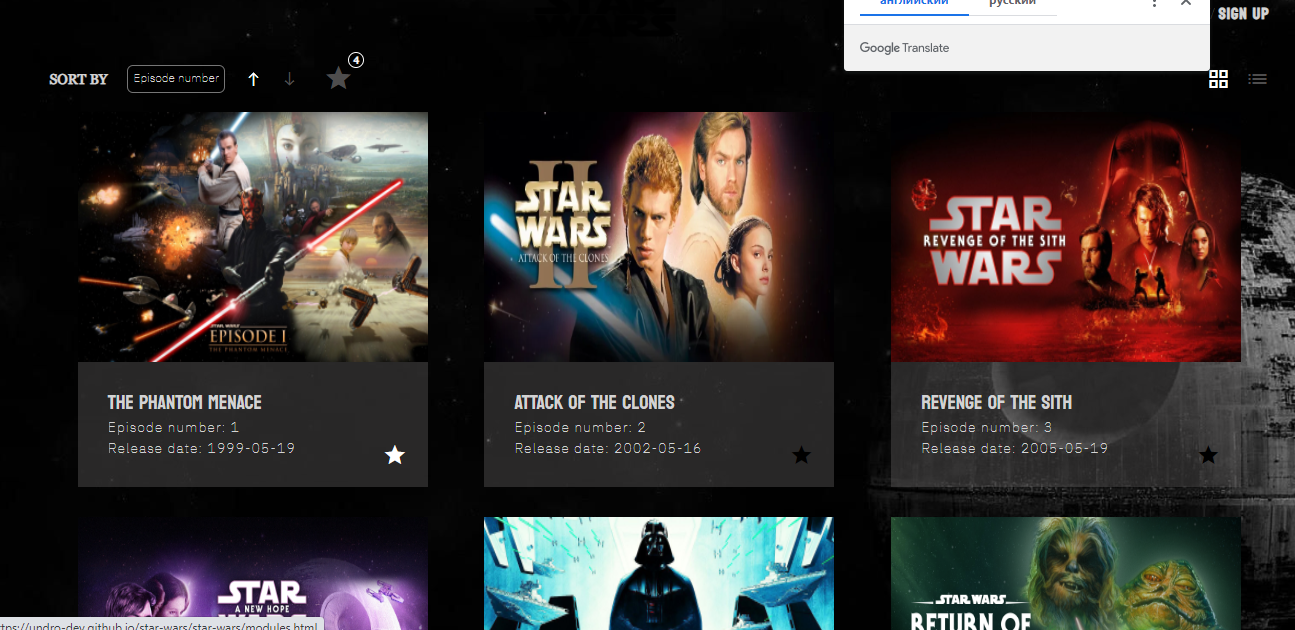 английский русский
SIGN UP
Google Translate
4
SORT BY Episode number
STAR WARS
EPISODE I
THE PHANTOM MENACE
II
STAR
WARS
ATTACK OF THE CLONES
STAR
REVENGE OF THE SITH
WARS
THE PHANTOM MENACE
Episode number: 1
Release date: 1999-05-19
ATTACK OF THE CLONES
Episode number: 2
Release date: 2002-05-16
REVENGE OF THE SITH
Episode number: 3
Release date: 2005-05-19
STAR
A NEW HOPE
STAR WARS
RETURN OF
ttps://undro-dev.github.io/star-wars/star-wars/modules.html